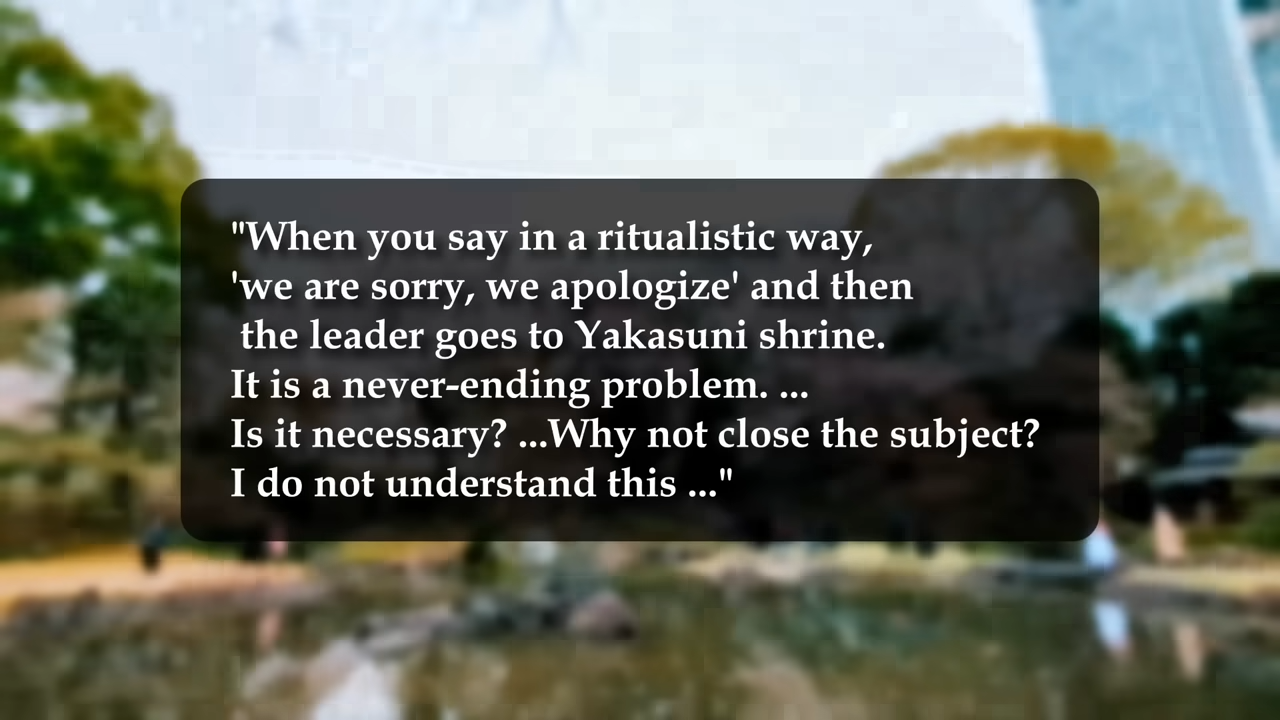 "When you say in a ritualistic way,
'we are sorry, we apologize' and then
the leader goes to Yakasuni shrine.
It is a never-ending problem. ...
Is it necessary? ...Why not close the subject?
I do not understand this ..."